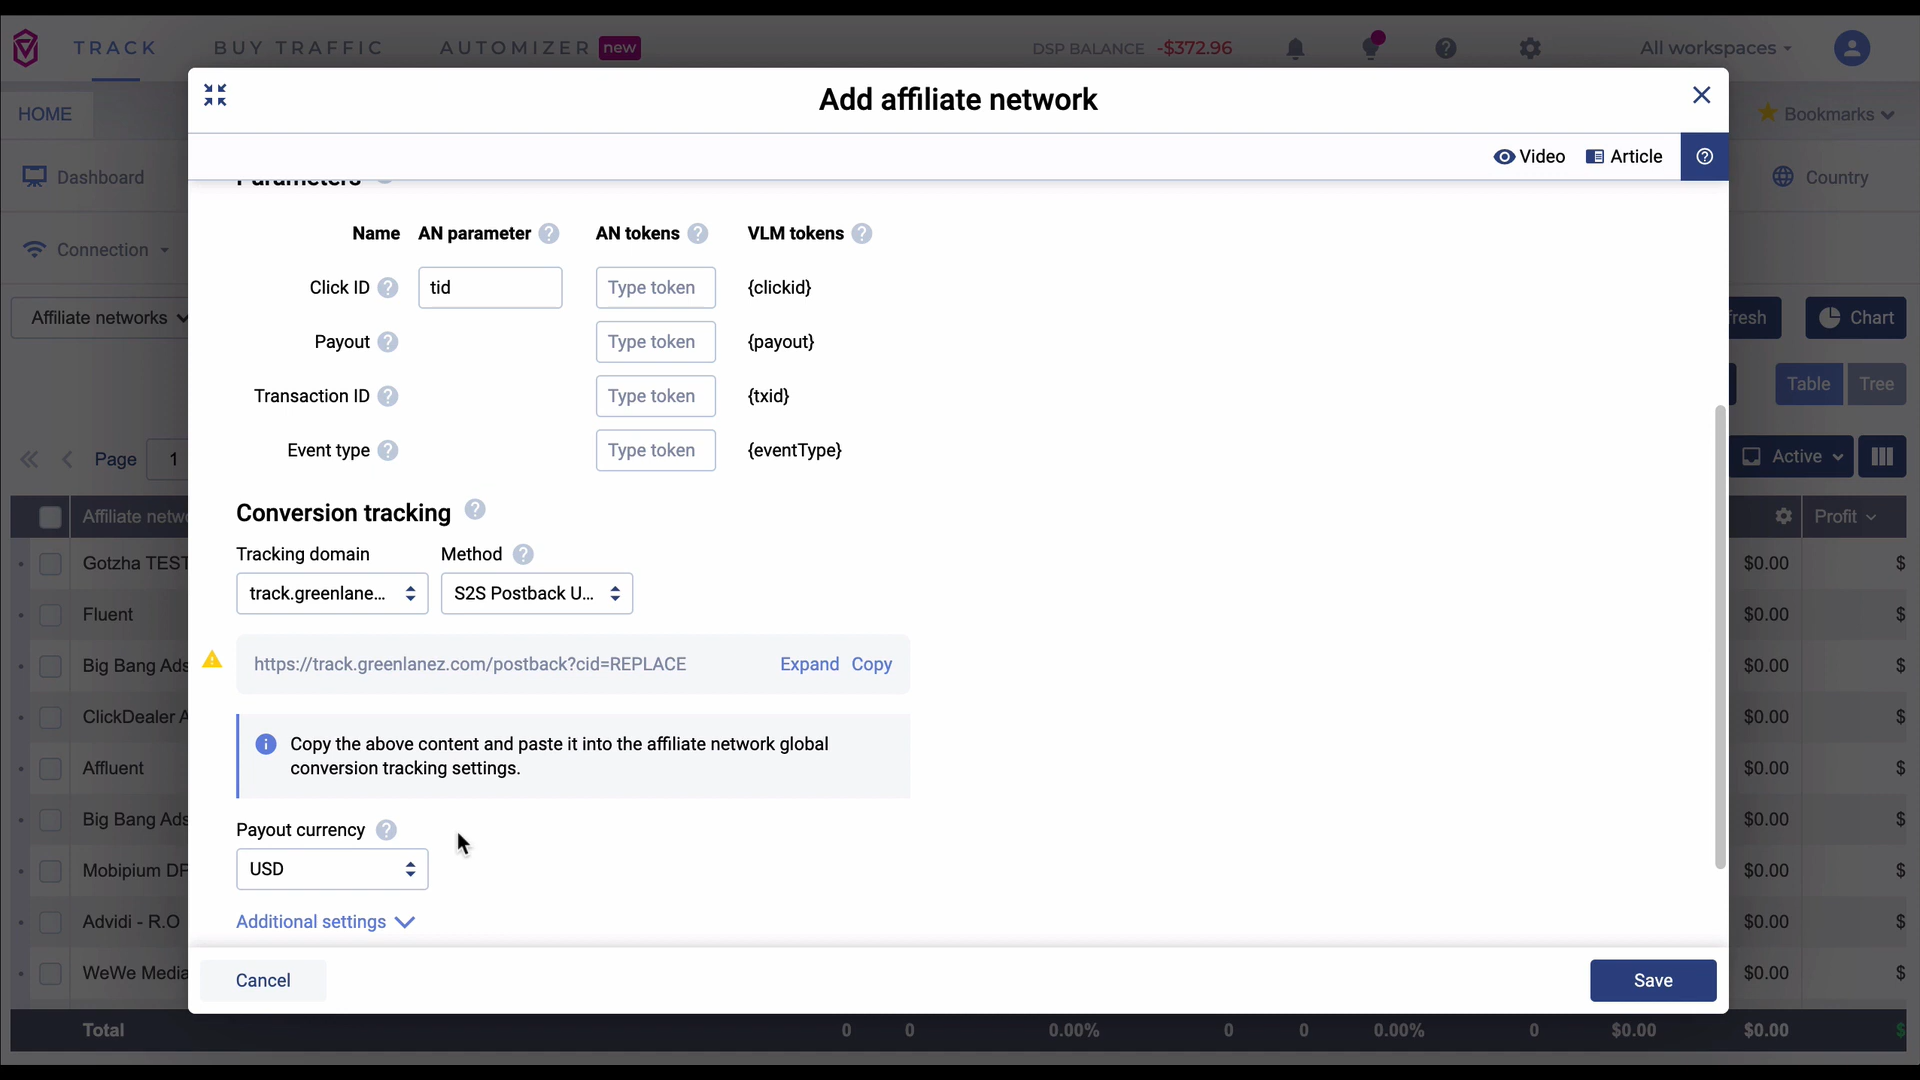 TRACK
BUY TRAFFIC
AUTOMIZER new
DSP BALANCE -$372.96
All workspaces
HOME
Add affiliate network
Bookmarks
Video
Article
Dashboard
Country
Parameters
Name AN parameter AN tokens VLM tokens
Connection
Click ID tid Type token {clickid}
Affiliate networks
fresh
Chart
Payout Type token {payout}
Table
Tree
Transaction ID Type token {txid}
Page 1
Event type Type token {eventType}
Active
Conversion tracking
Affiliate netwo
Profit
Tracking domain Method
track.greenlane... S2S Postback U...
https://track.greenlanez.com/postback?cid=REPLACE Expand Copy
Copy the above content and paste it into the affiliate network global
conversion tracking settings.
Payout currency
USD
Additional settings
Cancel
Save
Gotzha TEST $0.00 $
Fluent $0.00 $
Big Bang Ads $0.00 $
ClickDealer A $0.00 $
Affluent $0.00 $
Big Bang Ads $0.00 $
Mobipium DP $0.00 $
Advidi - R.O $0.00 $
WeWe Media $0.00 $
Total 0 0 0.00% 0 0 0.00% 0 $0.00 $0.00 $